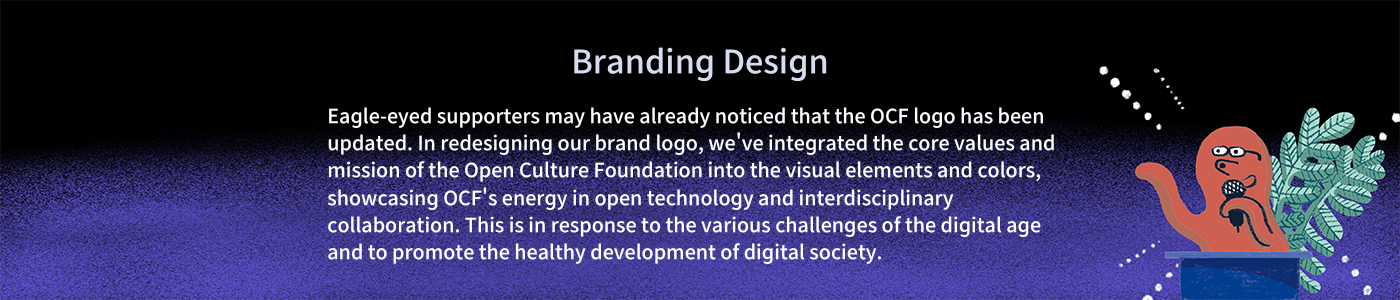 Branding Design
Eagle-eyed supporters may have already noticed that the OCF logo has been
updated. In redesigning our brand logo, we've integrated the core values and
mission of the Open Culture Foundation into the visual elements and colors,
showcasing OCF's energy in open technology and interdisciplinary
collaboration. This is in response to the various challenges of the digital age
and to promote the healthy development of digital society.